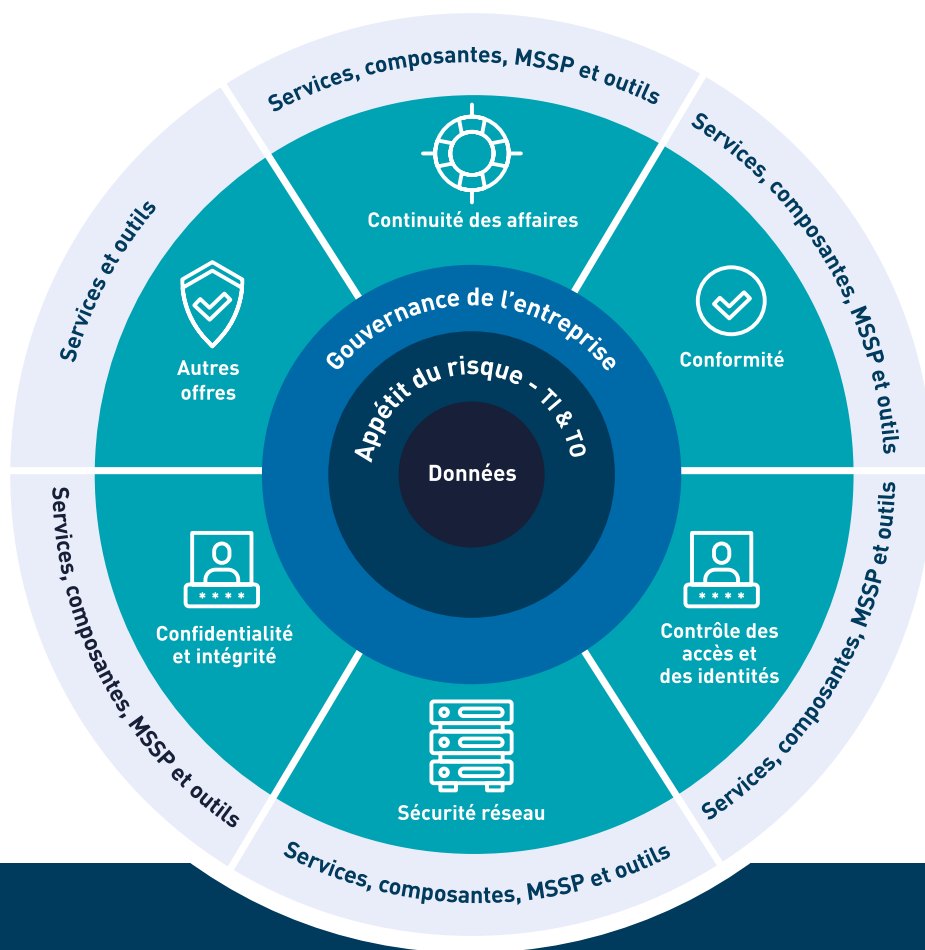 Services, composantes, MSSP et outils
Continuité des affaires
Services, composantes, MSSP et outils
Conformité
Services, composantes, MSSP et outils
Contrôle des
accès et
des identités
Services, composantes, MSSP et outils
Sécurité réseau
Services, composantes, MSSP et outils
Confidentialité
et intégrité
****
****
Services et outils
Autres
offres
Gouvernance de l'entreprise
Appétit du risque - TI & TO
Données